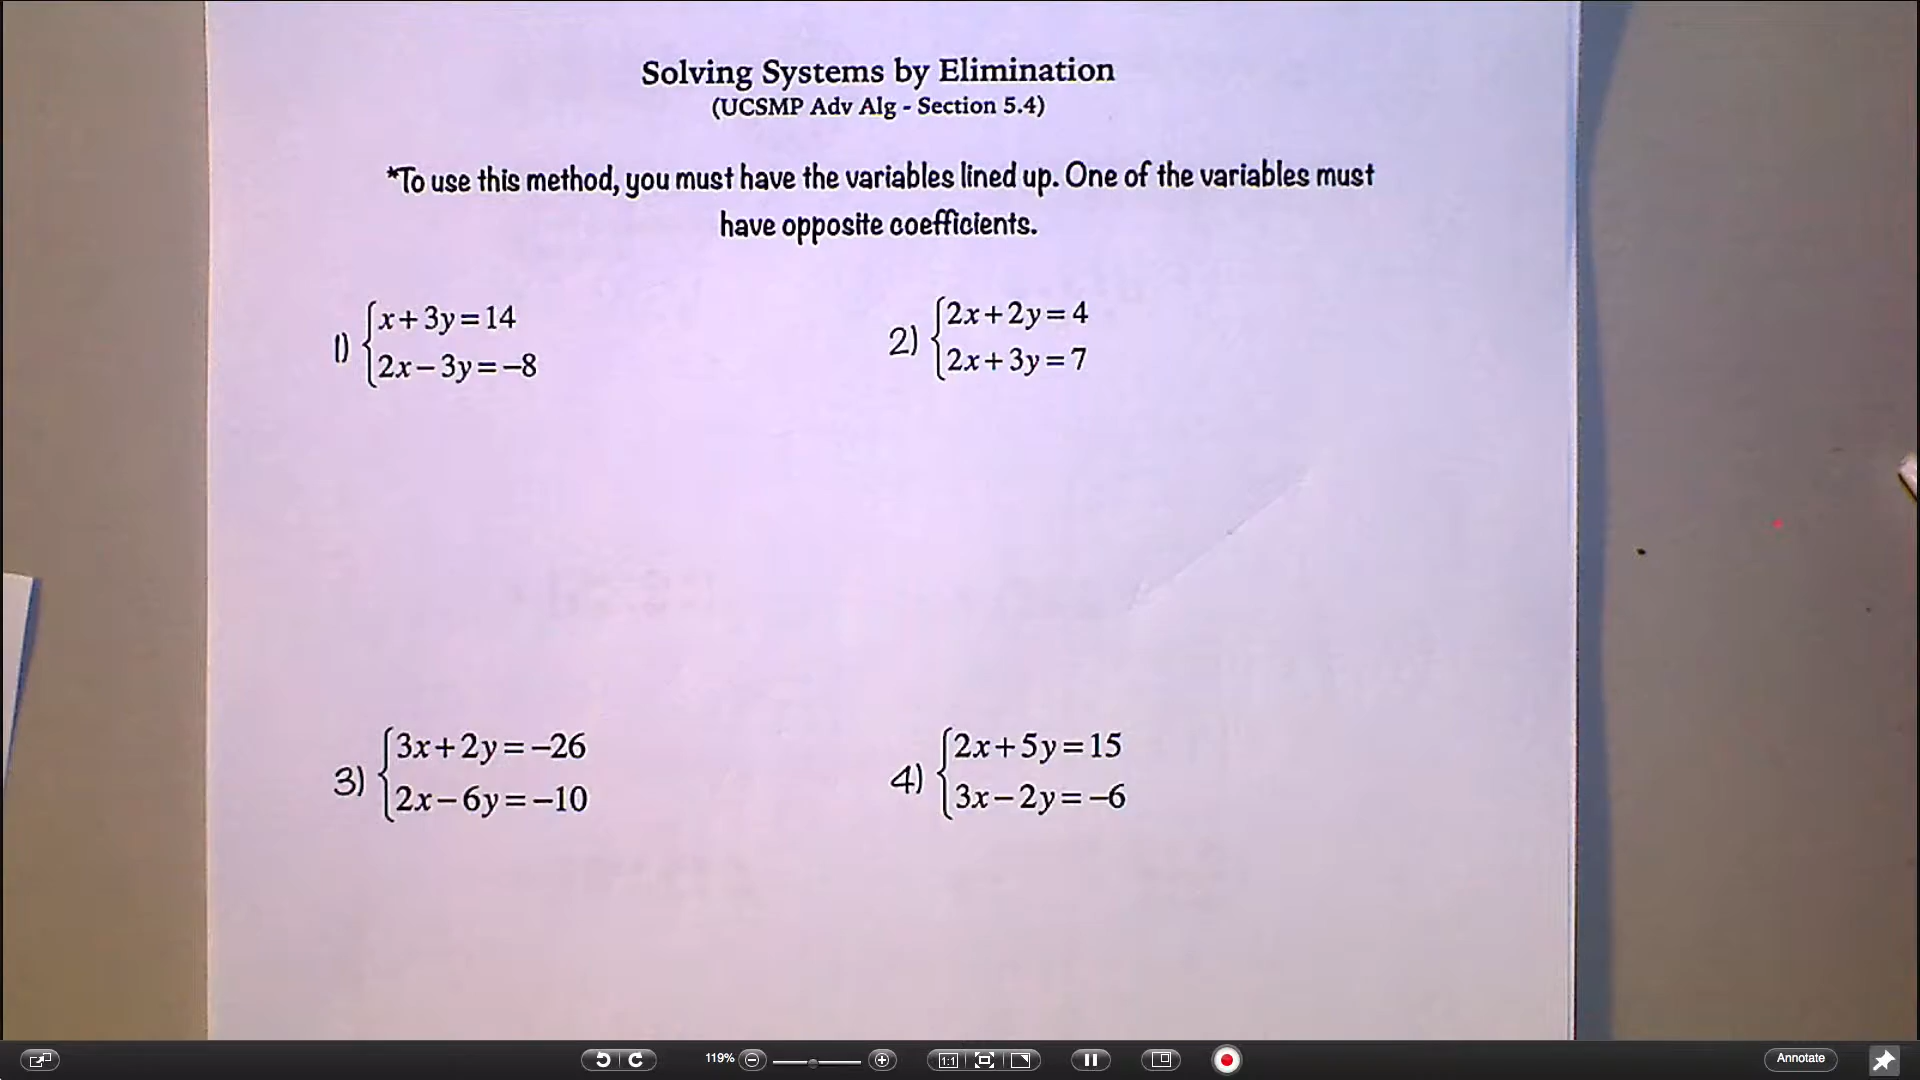 Solving Systems by Elimination
(UCSMP Adv Alg - Section 5.4)
*To use this method, you must have the variables lined up. One of the variables must
have opposite coefficients.
1) {x+3y=14
2x-3y=-8
2) {2x+2y=4
2x+3y=7
3) {3x+2y=-26
2x-6y=-10
4) {2x+5y=15
3x-2y=-6
119%
1:1
Annotate